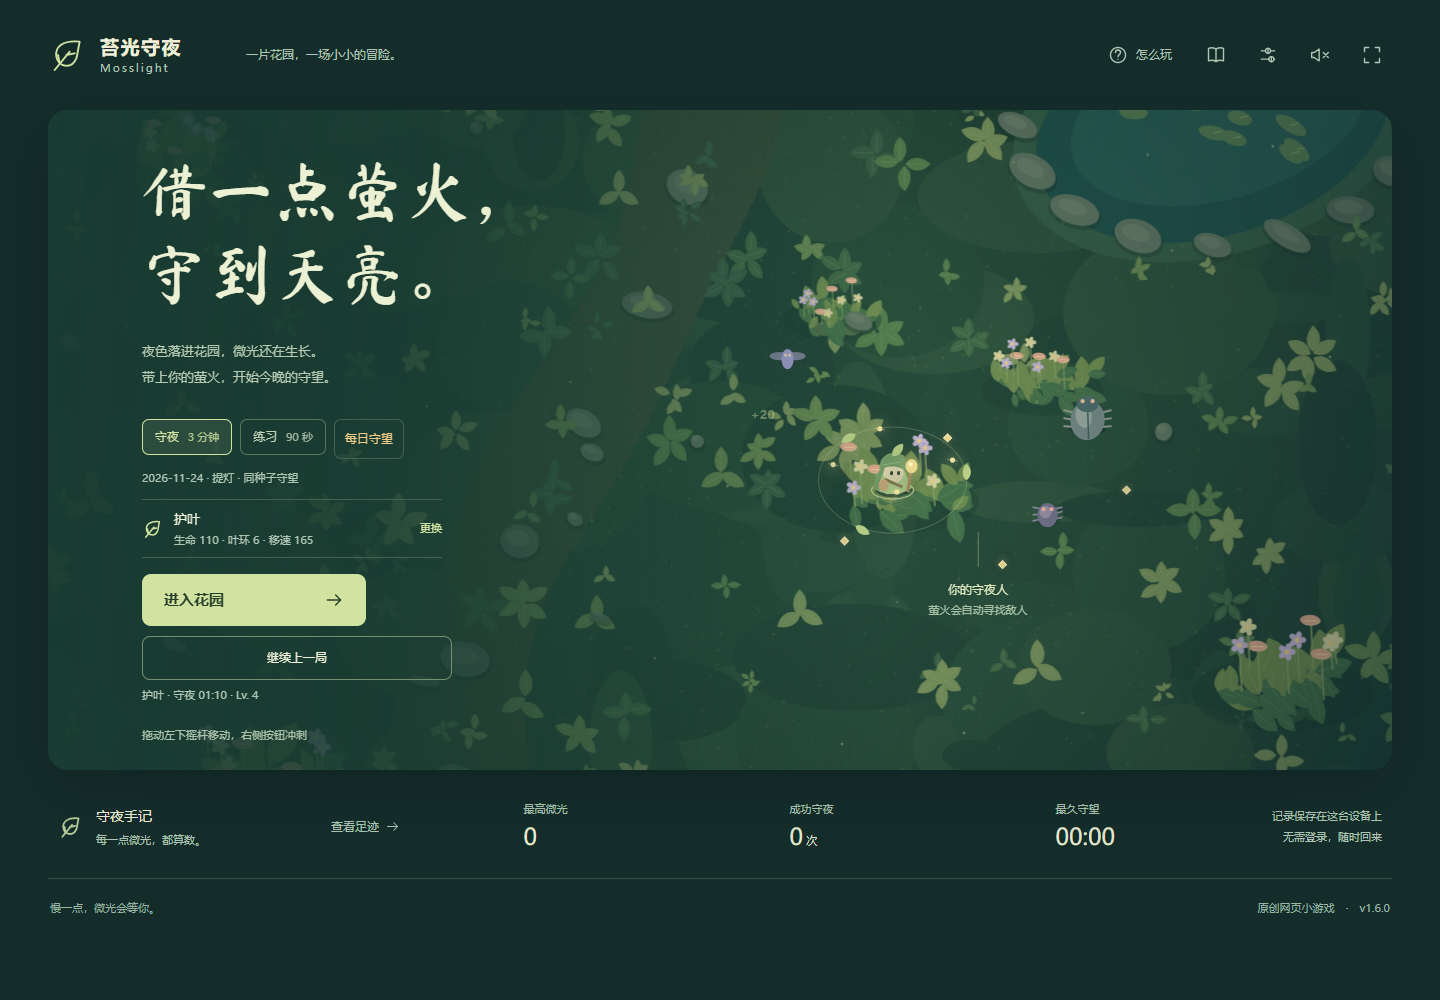 苔光守夜
Mosslight
一片花园，一场小小的冒险。
怎么玩
借一点萤火，
守到天亮。
夜色落进花园，微光还在生长。
带上你的萤火，开始今晚的守望。
守夜 3 分钟
练习 90 秒
每日守望
2026-11-24 · 提灯 · 同种子守望
护叶
生命 110 · 叶环 6 · 移速 165
更换
进入花园
继续上一局
护叶 · 守夜 01:10 · Lv. 4
拖动左下摇杆移动，右侧按钮冲刺
+20
你的守夜人
萤火会自动寻找敌人
守夜手记
每一点微光，都算数。
查看足迹
最高微光
0
成功守夜
0 次
最久守望
00:00
记录保存在这台设备上
无需登录，随时回来
慢一点，微光会等你。
原创网页小游戏 · v1.6.0